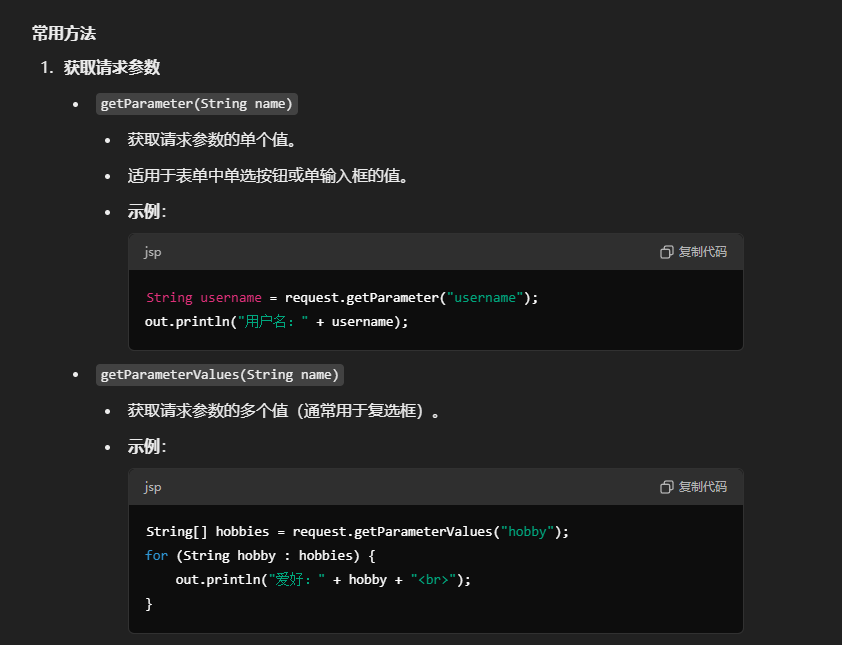 常用方法
1. 获取请求参数
• getParameter(String name)
• 获取请求参数的单个值。
• 适用于表单中单选按钮或单输入框的值。
• 示例：
jsp 复制代码
String username = request.getParameter("username");
out.println("用户名：" + username);
• getParameterValues(String name)
• 获取请求参数的多个值（通常用于复选框）。
• 示例：
jsp 复制代码
String[] hobbies = request.getParameterValues("hobby");
for (String hobby : hobbies) {
    out.println("爱好：" + hobby + "<br>");
}